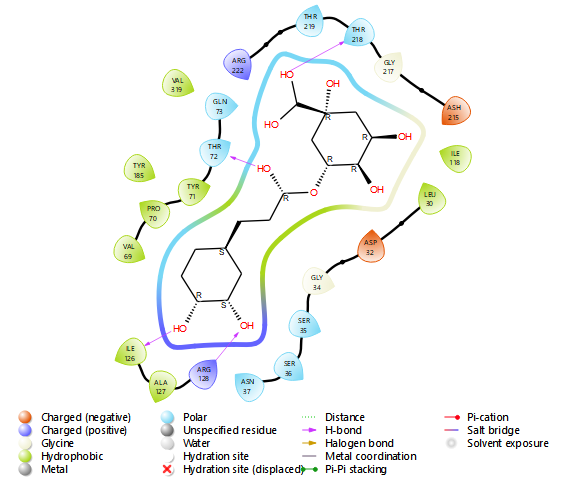 THR
219
THR
218
ARG
222
GLY
217
VAL
319
HO
OH
GLN
73
ASH
215
HO
R
R
OH
THR
72
ILE
118
R
R
TYR
185
HO
OH
TYR
71
R
O
LEU
30
PRO
70
ASP
32
VAL
69
S
GLY
34
R
S
SER
35
HO
OH
ILE
126
SER
36
ARG
128
ALA
127
ASN
37
Charged (negative)
Charged (positive)
Glycine
Hydrophobic
Metal
Polar
Unspecified residue
Water
Hydration site
Hydration site (displaced)
Distance
H-bond
Halogen bond
Metal coordination
Pi-Pi stacking
Pi-cation
Salt bridge
Solvent exposure